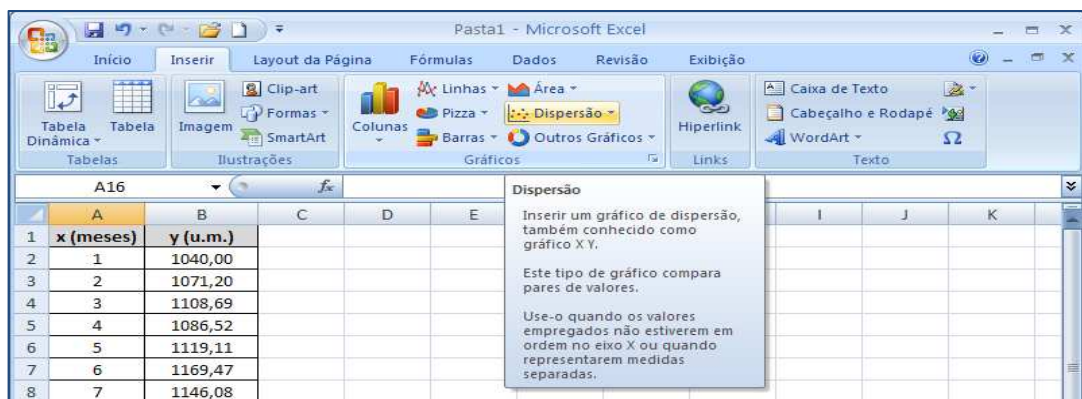 Pasta1 - Microsoft Excel
Início Inserir Layout da Página Fórmulas Dados Revisão Exibição
Tabela Dinâmica
Tabela
Tabelas
Imagem
Clip-art
Formas
SmartArt
Ilustrações
Colunas
Linhas
Pizza
Barras
Área
Dispersão
Outros Gráficos
Gráficos
Hiperlink
Links
Caixa de Texto
Cabeçalho e Rodapé
WordArt
Ω
Texto
A16 fx
Dispersão
Inserir um gráfico de dispersão,
também conhecido como
gráfico X Y.
Este tipo de gráfico compara
pares de valores.
Use-o quando os valores
empregados não estiverem em
ordem no eixo X ou quando
representarem medidas
separadas.
A B C D E I J K
1 x (meses) y (u.m.)
2 1 1040,00
3 2 1071,20
4 3 1108,69
5 4 1086,52
6 5 1119,11
7 6 1169,47
8 7 1146,08